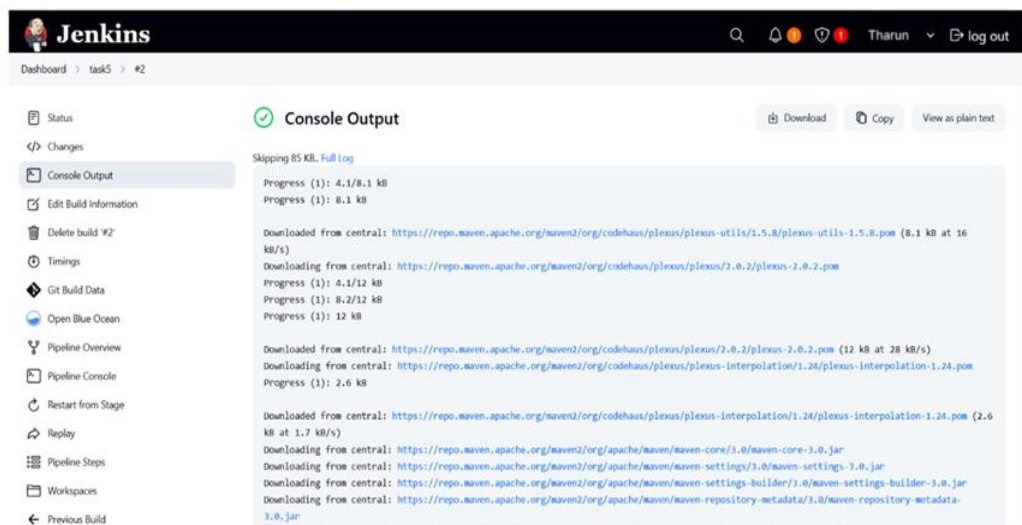 Jenkins
1
1
Tharun
log out
Dashboard > task5 > #2
Status
Changes
Console Output
Edit Build Information
Delete build '#2'
Timings
Git Build Data
Open Blue Ocean
Pipeline Overview
Pipeline Console
Restart from Stage
Replay
Pipeline Steps
Workspaces
Previous Build
Console Output
Download
Copy
View as plain text
Skipping 85 KB.. Full Log
Progress (1): 4.1/8.1 kB
Progress (1): 8.1 kB
Downloaded from central: https://repo.maven.apache.org/maven2/org/codehaus/plexus/plexus-utils/1.5.8/plexus-utils-1.5.8.pom (8.1 kB at 16
kB/s)
Downloading from central: https://repo.maven.apache.org/maven2/org/codehaus/plexus/plexus/2.0.2/plexus-2.0.2.pom
Progress (1): 4.1/12 kB
Progress (1): 8.2/12 kB
Progress (1): 12 kB
Downloaded from central: https://repo.maven.apache.org/maven2/org/codehaus/plexus/plexus/2.0.2/plexus-2.0.2.pom (12 kB at 28 kB/s)
Downloading from central: https://repo.maven.apache.org/maven2/org/codehaus/plexus/plexus-interpolation/1.24/plexus-interpolation-1.24.pom
Progress (1): 2.6 kB
Downloaded from central: https://repo.maven.apache.org/maven2/org/codehaus/plexus/plexus-interpolation/1.24/plexus-interpolation-1.24.pom (2.6
kB at 1.7 kB/s)
Downloading from central: https://repo.maven.apache.org/maven2/org/apache/maven/maven-core/3.0/maven-core-3.0.jar
Downloading from central: https://repo.maven.apache.org/maven2/org/apache/maven/maven-settings/3.0/maven-settings-3.0.jar
Downloading from central: https://repo.maven.apache.org/maven2/org/apache/maven/maven-settings-builder/3.0/maven-settings-builder-3.0.jar
Downloading from central: https://repo.maven.apache.org/maven2/org/apache/maven/maven-repository-metadata/3.0/maven-repository-metadata-
3.0.jar